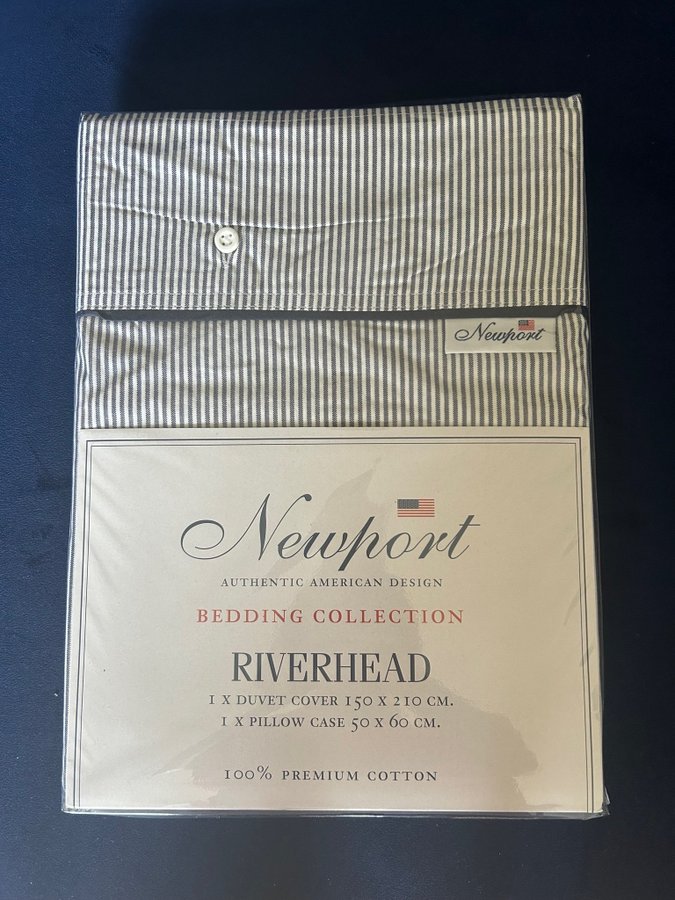 Newport
Newport
AUTHENTIC AMERICAN DESIGN
BEDDING COLLECTION
RIVERHEAD
1 X DUVET COVER 150 X 210 CM.
1 X PILLOW CASE 50 X 60 CM.
100% PREMIUM COTTON